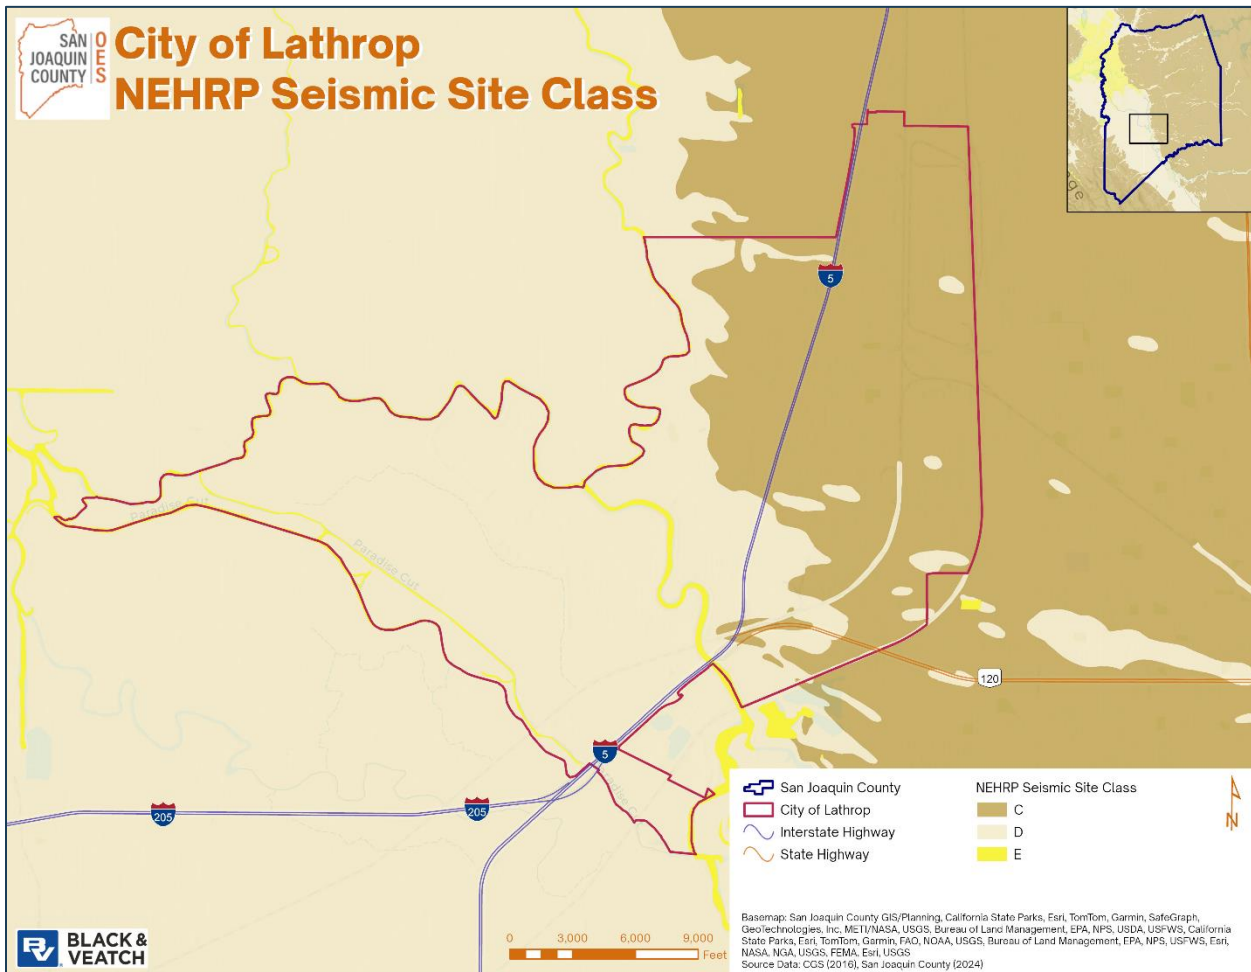 SAN
JOAQUIN
COUNTY
OES
City of Lathrop
NEHRP Seismic Site Class
5
Paradise Cut
Paradise Cut
120
5
205
205
San Joaquin County
City of Lathrop
Interstate Highway
State Highway
NEHRP Seismic Site Class
C
D
E
N
0 3,000 6,000 9,000
Feet
BLACK &
VEATCH
Basemap: San Joaquin County GIS/Planning, California State Parks, Esri, TomTom, Garmin, SafeGraph,
GeoTechnologies, Inc, METI/NASA, USGS, Bureau of Land Management, EPA, NPS, USDA, USFWS, California
State Parks, Esri, TomTom, Garmin, FAO, NOAA, USGS, Bureau of Land Management, EPA, NPS, USFWS, Esri,
NASA, NGA, USGS, FEMA, Esri, USGS
Source Data: CGS (2016), San Joaquin County (2024)